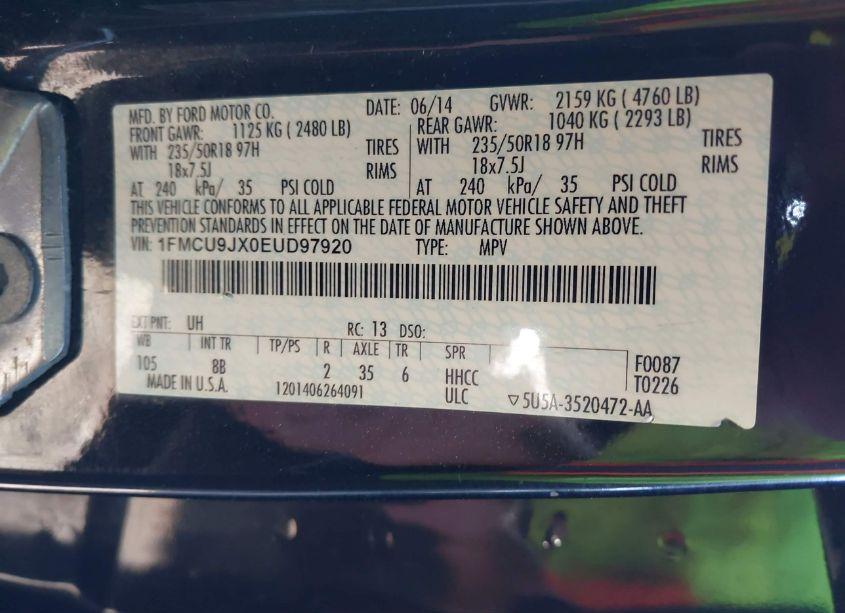 MFD. BY FORD MOTOR CO. DATE: 06/14 GVWR: 2159 KG ( 4760 LB)
FRONT GAWR: 1125 KG ( 2480 LB) REAR GAWR: 1040 KG ( 2293 LB)
WITH 235/50R18 97H TIRES WITH 235/50R18 97H TIRES
18x7.5J RIMS 18x7.5J RIMS
AT 240 kPa/ 35 PSI COLD AT 240 kPa/ 35 PSI COLD
THIS VEHICLE CONFORMS TO ALL APPLICABLE FEDERAL MOTOR VEHICLE SAFETY AND THEFT
PREVENTION STANDARDS IN EFFECT ON THE DATE OF MANUFACTURE SHOWN ABOVE.
VIN: 1FMCU9JX0EUD97920 TYPE: MPV
EXT PNT: UH RC: 13 DSO:
WB INT TR TP/PS R AXLE TR SPR F0087
105 8B 2 35 6 HHCC T0226
MADE IN U.S.A. 1201406264091 ULC ▽5U5A-3520472-AA